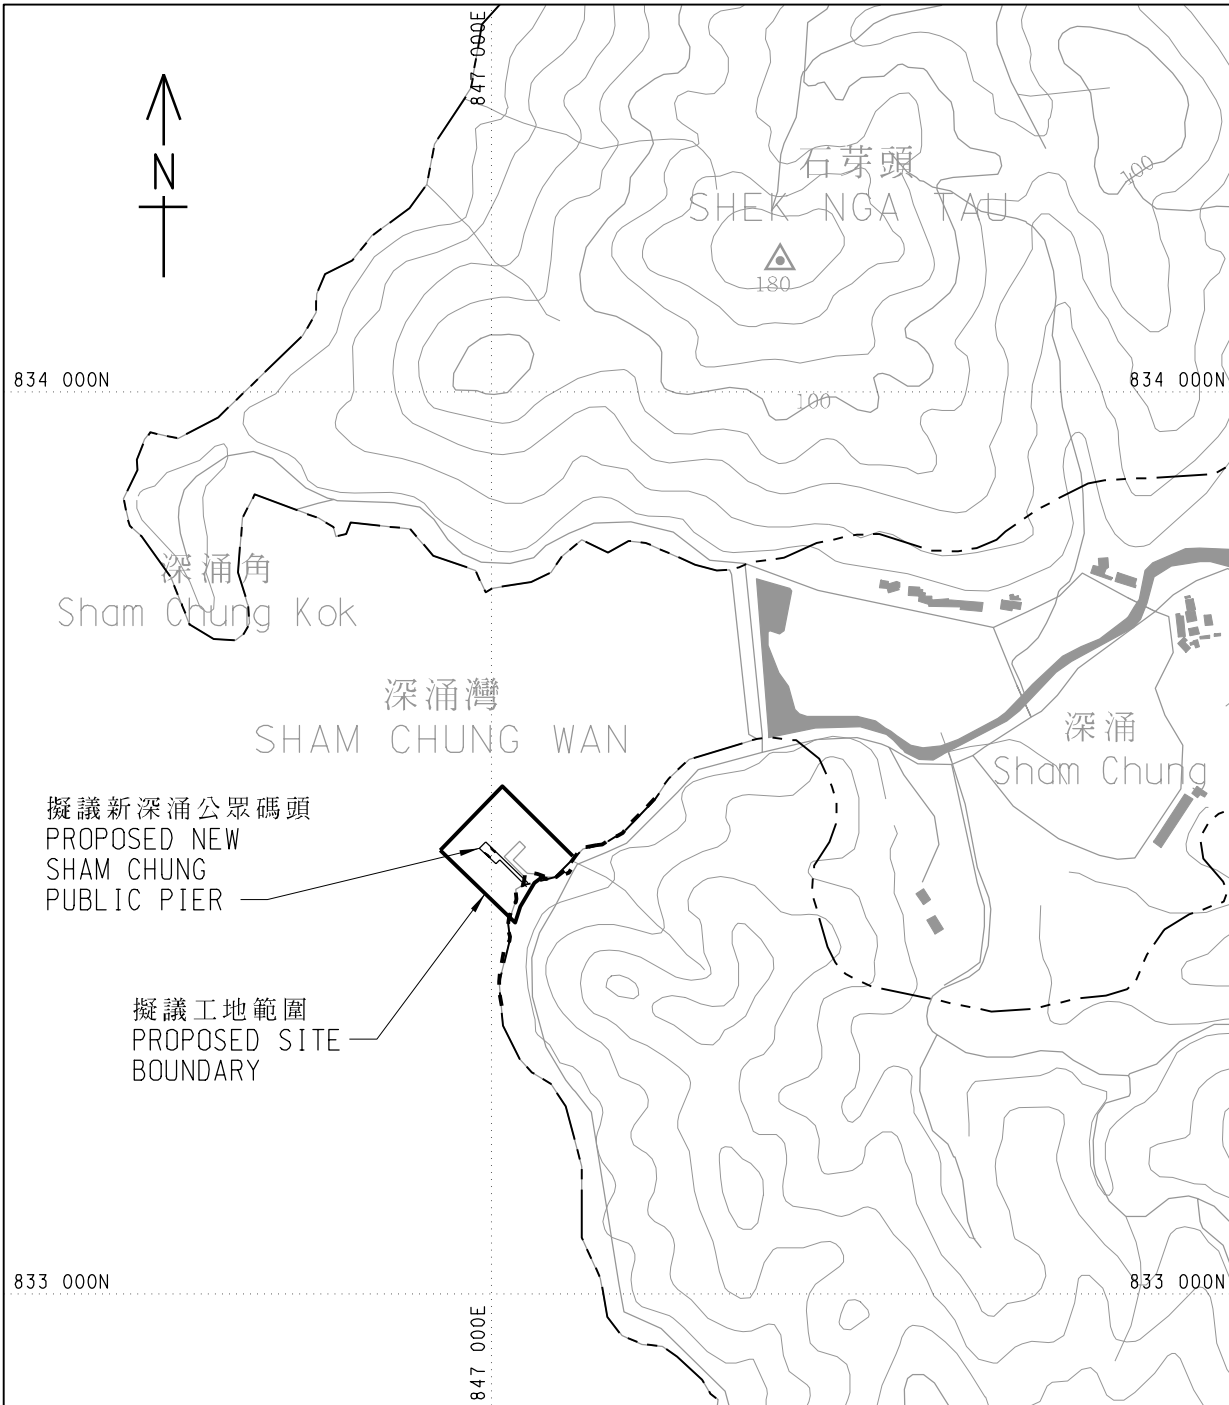 847 000E
N
石芽頭
SHEK NGA TAU
100
180
834 000N
834 000N
100
深涌角
Sham Chung Kok
深涌灣
SHAM CHUNG WAN
深涌
Sham Chung
擬議新深涌公眾碼頭
PROPOSED NEW
SHAM CHUNG
PUBLIC PIER
擬議工地範圍
PROPOSED SITE
BOUNDARY
833 000N
833 000N
847 000E